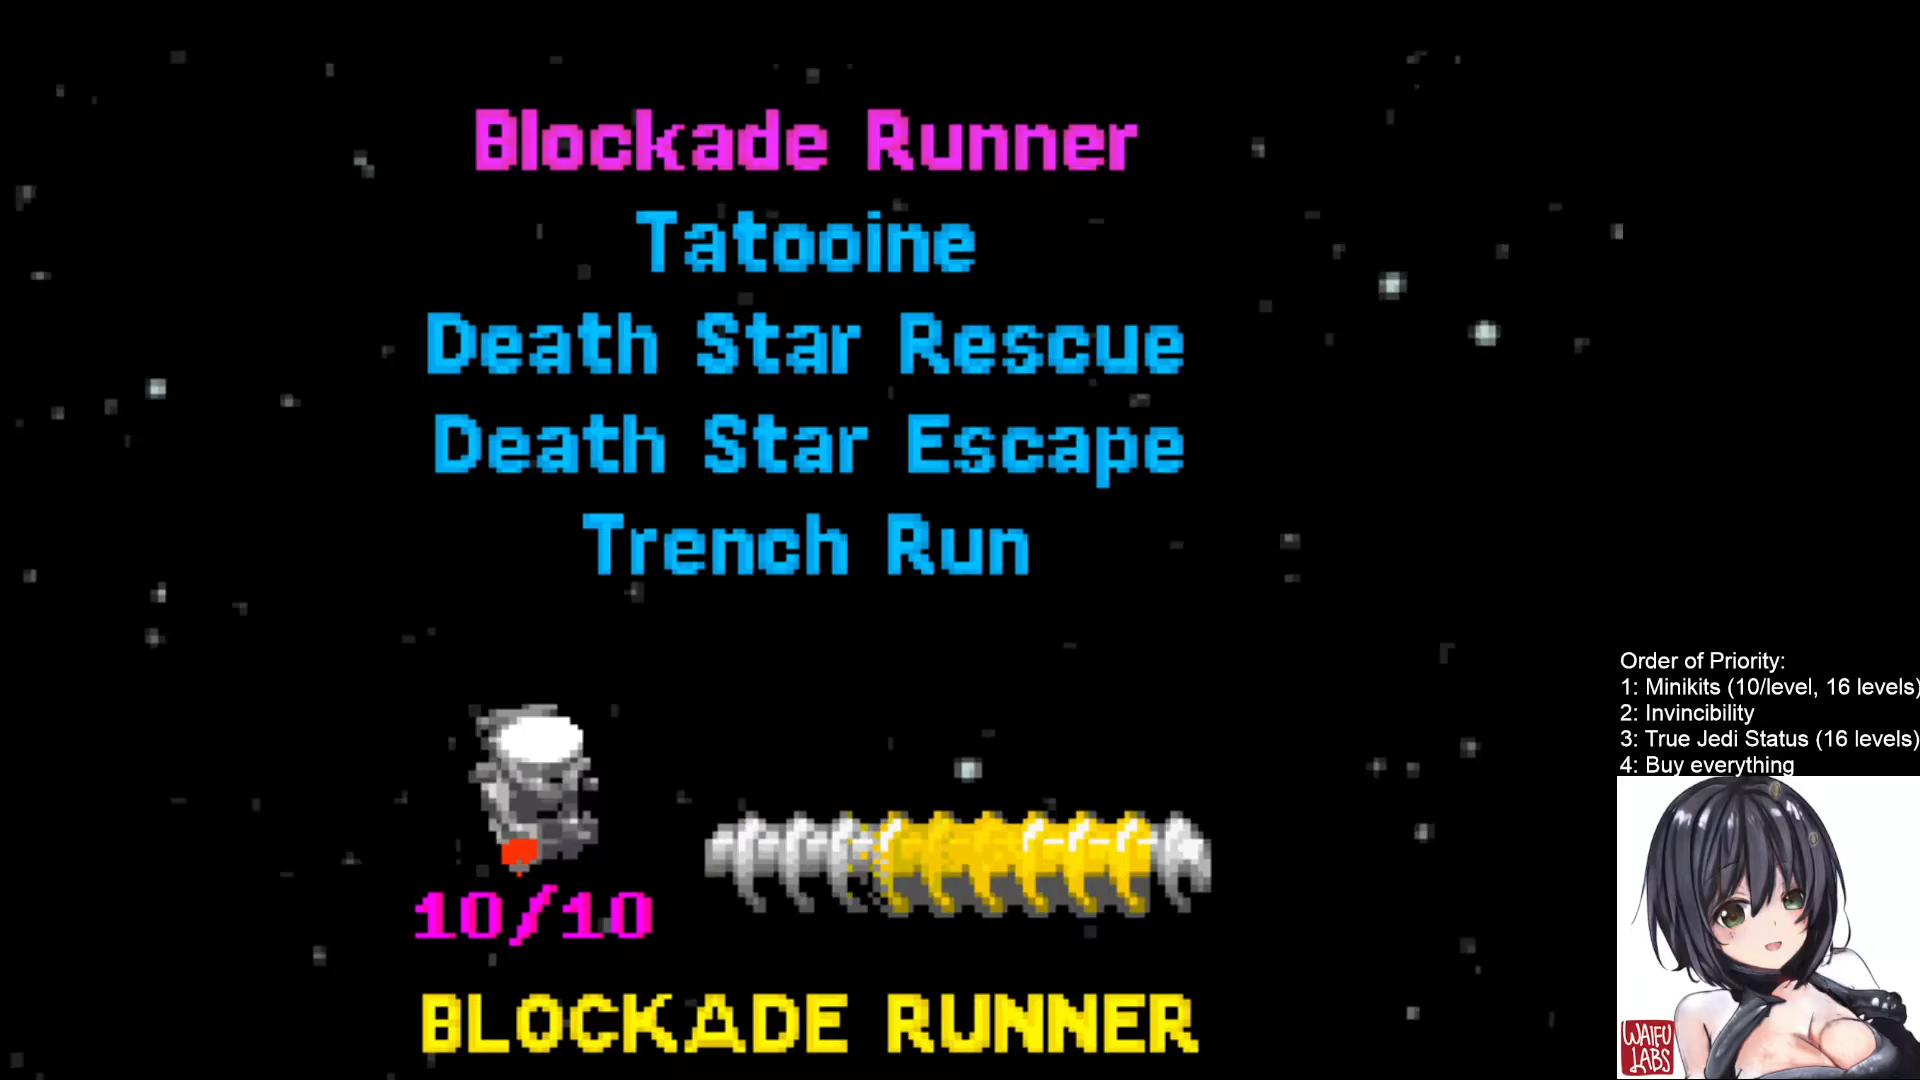 Blockade Runner
Tatooine
Death Star Rescue
Death Star Escape
Trench Run
10/10
BLOCKADE RUNNER
Order of Priority:
1: Minikits (10/level, 16 levels)
2: Invincibility
3: True Jedi Status (16 levels)
4: Buy everything
WAIFU
LABS